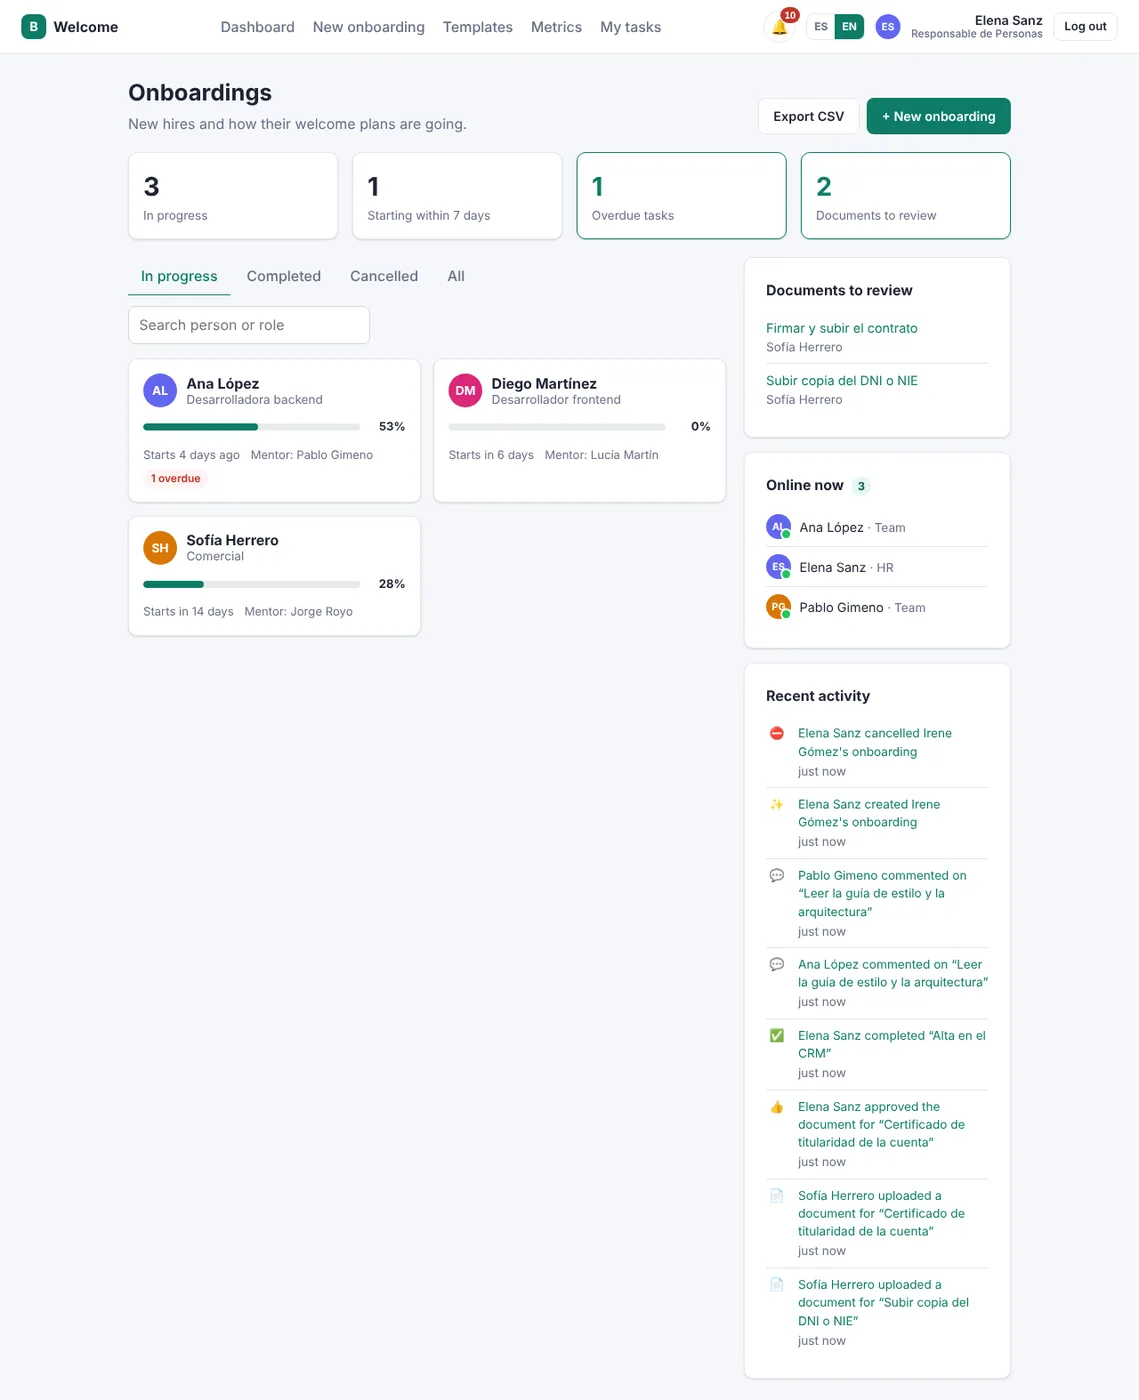 B Welcome
Dashboard New onboarding Templates Metrics My tasks
10
ES EN
ES
Elena Sanz
Responsable de Personas
Log out
Onboardings
New hires and how their welcome plans are going.
Export CSV
+ New onboarding
3
In progress
1
Starting within 7 days
1
Overdue tasks
2
Documents to review
In progress Completed Cancelled All
Search person or role
AL
Ana López
Desarrolladora backend
53%
Starts 4 days ago Mentor: Pablo Gimeno
1 overdue
DM
Diego Martínez
Desarrollador frontend
0%
Starts in 6 days Mentor: Lucía Martín
SH
Sofía Herrero
Comercial
28%
Starts in 14 days Mentor: Jorge Royo
Documents to review
Firmar y subir el contrato
Sofía Herrero
Subir copia del DNI o NIE
Sofía Herrero
Online now 3
AL Ana López · Team
ES Elena Sanz · HR
PG Pablo Gimeno · Team
Recent activity
Elena Sanz cancelled Irene
Gómez's onboarding
just now
Elena Sanz created Irene
Gómez's onboarding
just now
Pablo Gimeno commented on
“Leer la guía de estilo y la
arquitectura”
just now
Ana López commented on “Leer
la guía de estilo y la arquitectura”
just now
Elena Sanz completed “Alta en el
CRM”
just now
Elena Sanz approved the
document for “Certificado de
titularidad de la cuenta”
just now
Sofía Herrero uploaded a
document for “Certificado de
titularidad de la cuenta”
just now
Sofía Herrero uploaded a
document for “Subir copia del
DNI o NIE”
just now